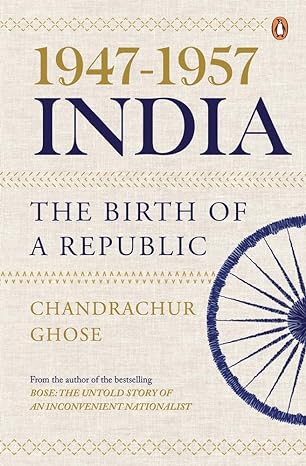 1947-1957
INDIA
THE BIRTH OF
A REPUBLIC
CHANDRACHUR
GHOSE
From the author of the bestselling
BOSE: THE UNTOLD STORY OF
AN INCONVENIENT NATIONALIST